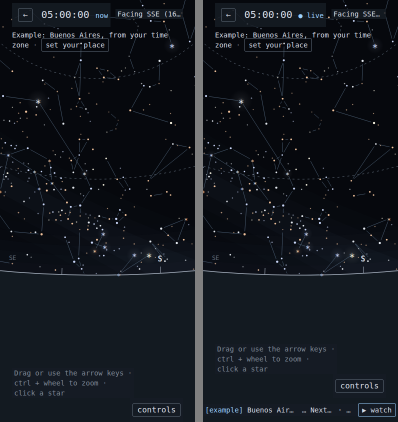 ← 05:00:00 now Facing SSE (16…
Example: Buenos Aires, from your time
zone · set your place
SE S
Drag or use the arrow keys ·
ctrl + wheel to zoom ·
click a star
controls
← 05:00:00 ● live Facing SSE…
Example: Buenos Aires, from your time
zone · set your place
SE S
Drag or use the arrow keys ·
ctrl + wheel to zoom ·
click a star
controls
[example] Buenos Air… … Next… · … ▶ watch